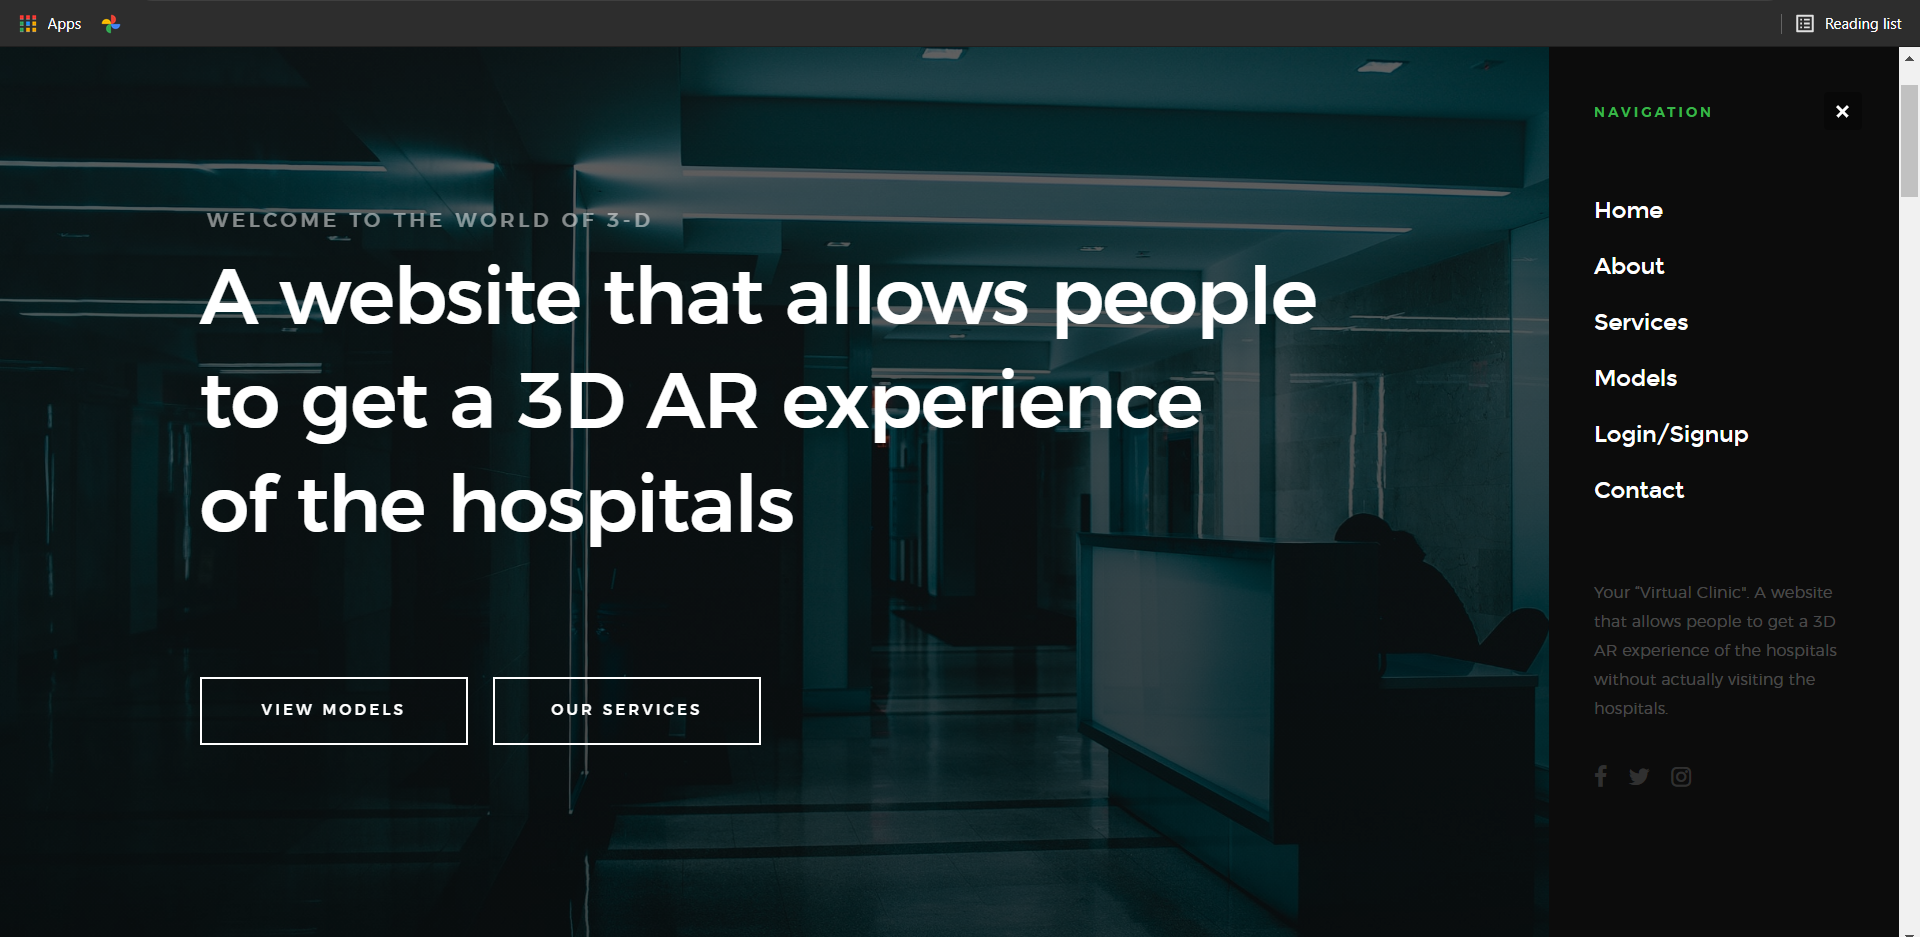 Apps
Reading list
WELCOME TO THE WORLD OF 3-D
A website that allows people
to get a 3D AR experience
of the hospitals
VIEW MODELS
OUR SERVICES
NAVIGATION
Home
About
Services
Models
Login/Signup
Contact
Your "Virtual Clinic". A website
that allows people to get a 3D
AR experience of the hospitals
without actually visiting the
hospitals.